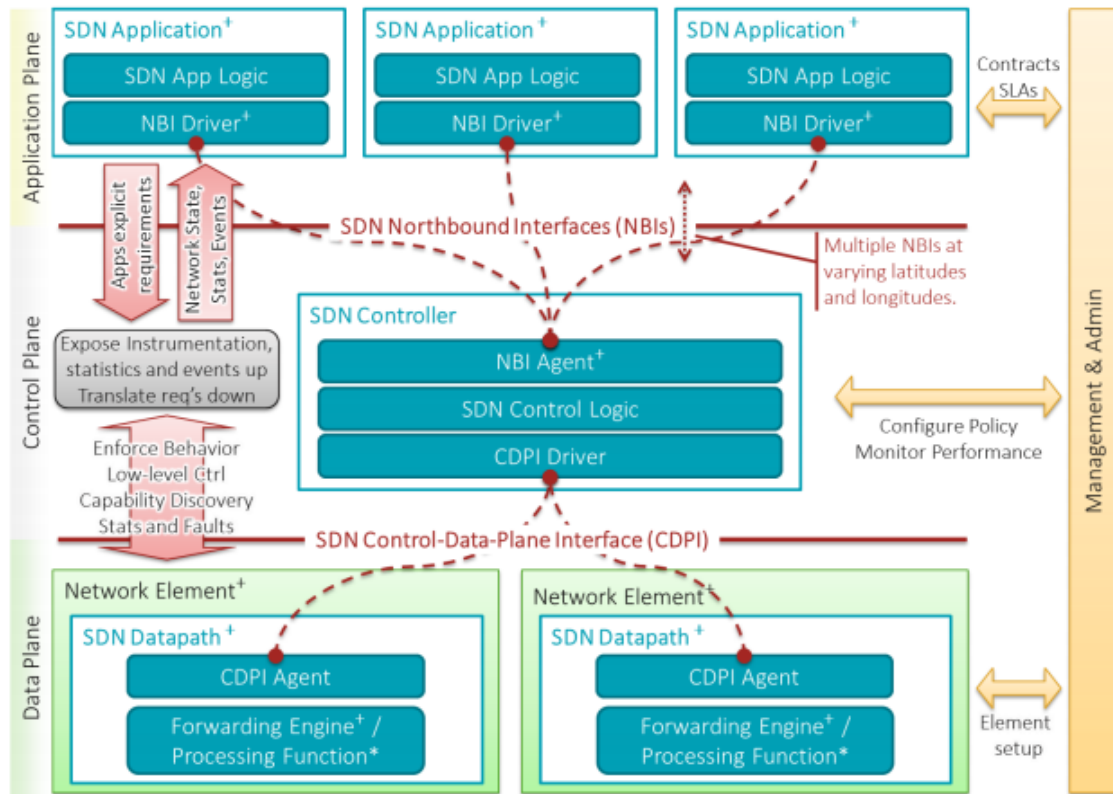 Application Plane
SDN Application+
SDN App Logic
NBI Driver+
SDN Application+
SDN App Logic
NBI Driver+
SDN Application+
SDN App Logic
NBI Driver+
Contracts
SLAs
Apps explicit
requirements
Network State,
Stats, Events
SDN Northbound Interfaces (NBIs)
Multiple NBIs at
varying latitudes
and longitudes.
Control Plane
Expose Instrumentation,
statistics and events up
Translate req's down
SDN Controller
NBI Agent+
SDN Control Logic
CDPI Driver
Configure Policy
Monitor Performance
Management & Admin
Enforce Behavior
Low-level Ctrl
Capability Discovery
Stats and Faults
SDN Control-Data-Plane Interface (CDPI)
Data Plane
Network Element+
SDN Datapath +
CDPI Agent
Forwarding Engine+ /
Processing Function*
Network Element+
SDN Datapath +
CDPI Agent
Forwarding Engine+ /
Processing Function*
Element
setup